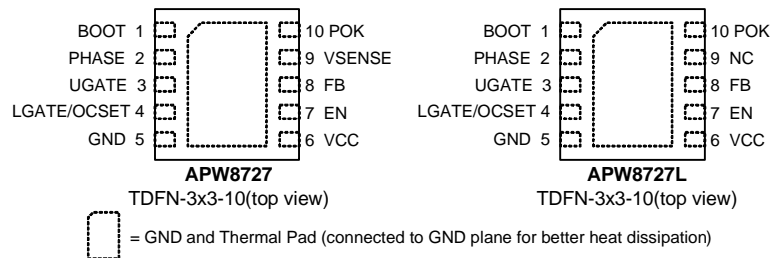 BOOT 1 10 POK BOOT 1 10 POK
PHASE 2 9 VSENSE PHASE 2 9 NC
UGATE 3 8 FB UGATE 3 8 FB
LGATE/OCSET 4 7 EN LGATE/OCSET 4 7 EN
GND 5 6 VCC GND 5 6 VCC
APW8727 APW8727L
TDFN-3x3-10(top view) TDFN-3x3-10(top view)
= GND and Thermal Pad (connected to GND plane for better heat dissipation)